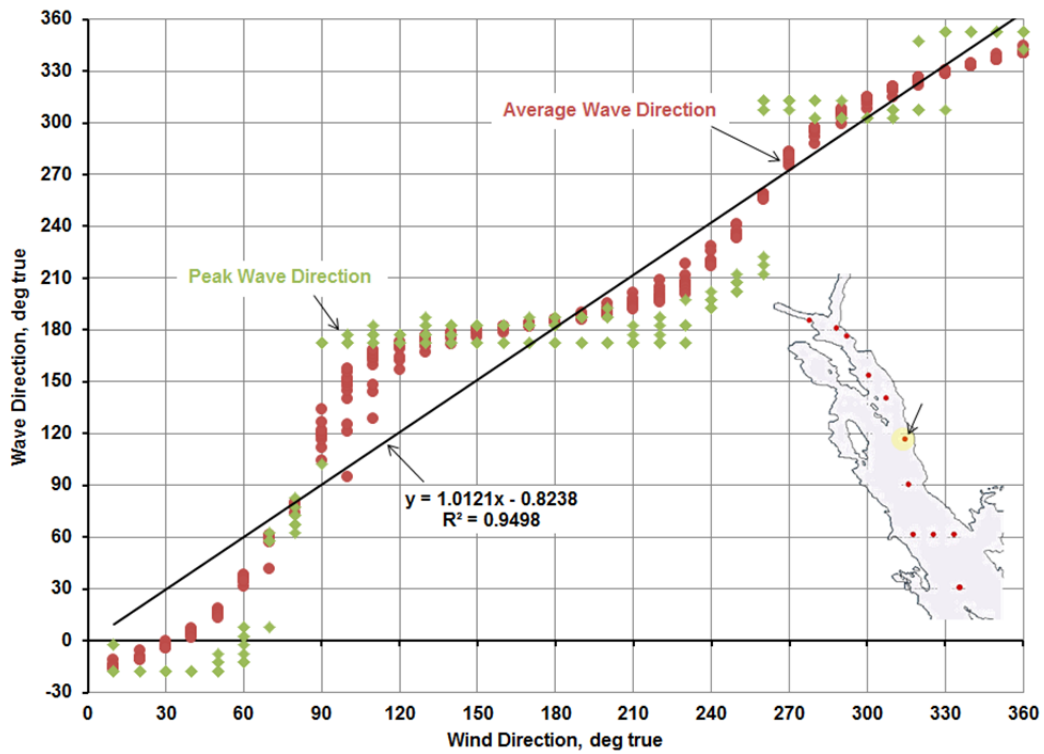 360
330
300
270
240
210
180
150
120
90
60
30
0
-30
Wave Direction, deg true
Average Wave Direction
Peak Wave Direction
y = 1.0121x - 0.8238
R² = 0.9498
0 30 60 90 120 150 180 210 240 270 300 330 360
Wind Direction, deg true